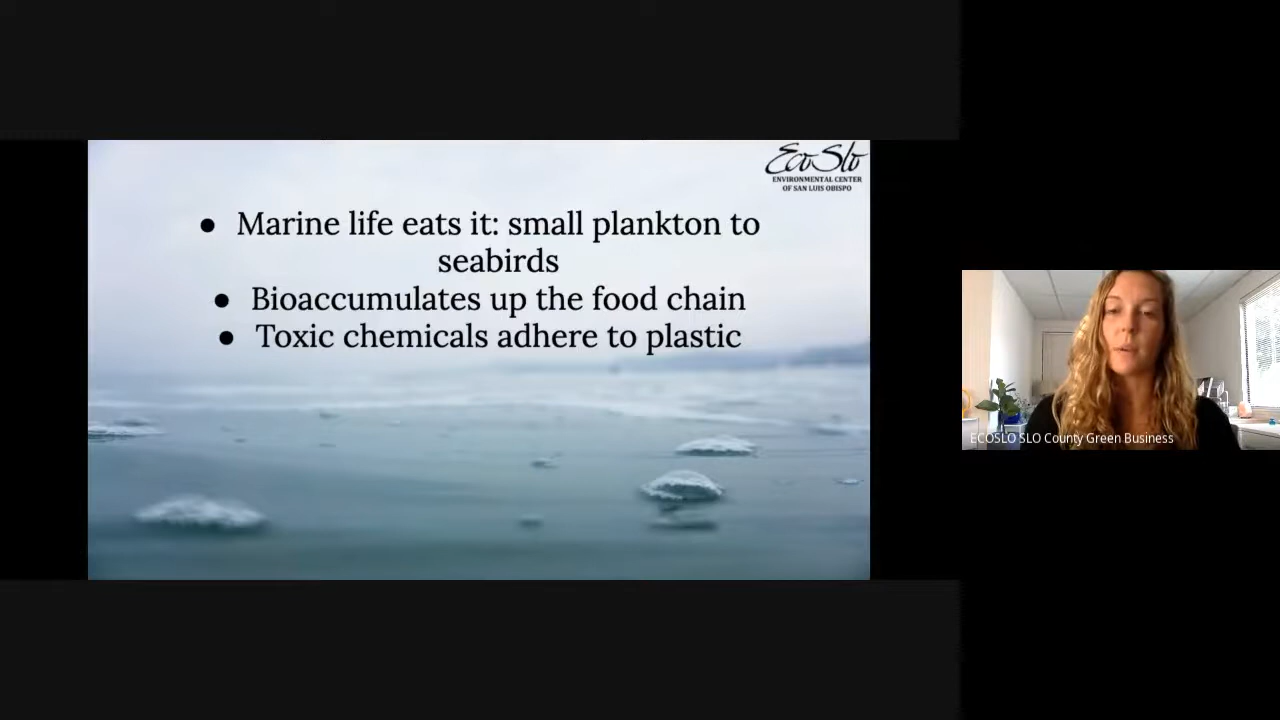 EcoSlo
ENVIRONMENTAL CENTER
OF SAN LUIS OBISPO
● Marine life eats it: small plankton to
seabirds
● Bioaccumulates up the food chain
● Toxic chemicals adhere to plastic
ECOSLO SLO County Green Business